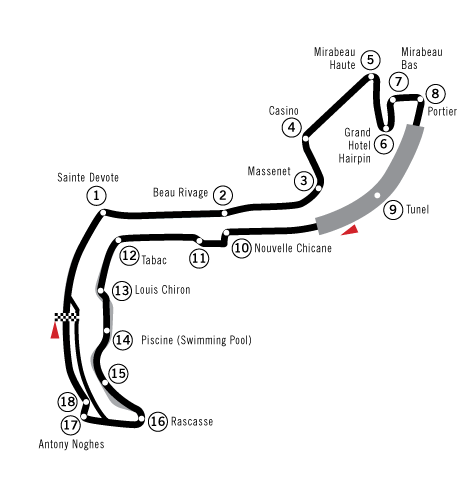 Mirabeau
Haute
5
Mirabeau
Bas
7
8
Portier
Casino
4
Grand
Hotel
Hairpin
6
Massenet
3
Sainte Devote
1
Beau Rivage
2
9
Tunel
10
Nouvelle Chicane
11
12
Tabac
13
Louis Chiron
14
Piscine (Swimming Pool)
15
18
17
16
Rascasse
Antony Noghes